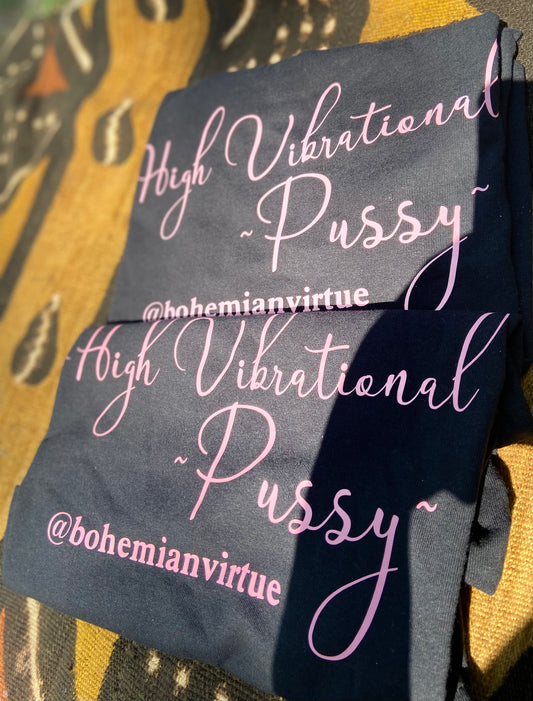 High Vibrational
~Pussy~
@bohemianvirtue
High Vibrational
~Pussy~
@bohemianvirtue